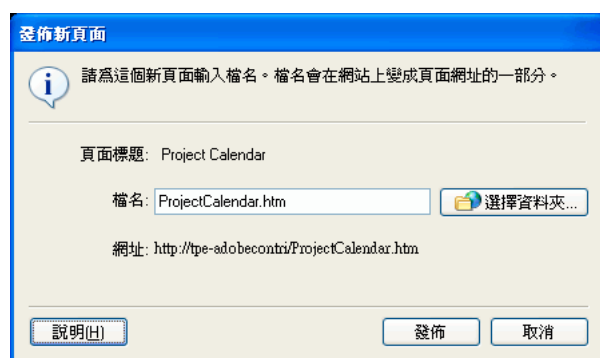 發佈新頁面
請為這個新頁面輸入檔名。檔名會在網站上變成頁面網址的一部分。
頁面標題: Project Calendar
檔名: ProjectCalendar.htm 選擇資料夾...
網址: http://tpe-adobecontri/ProjectCalendar.htm
說明(H) 發佈 取消